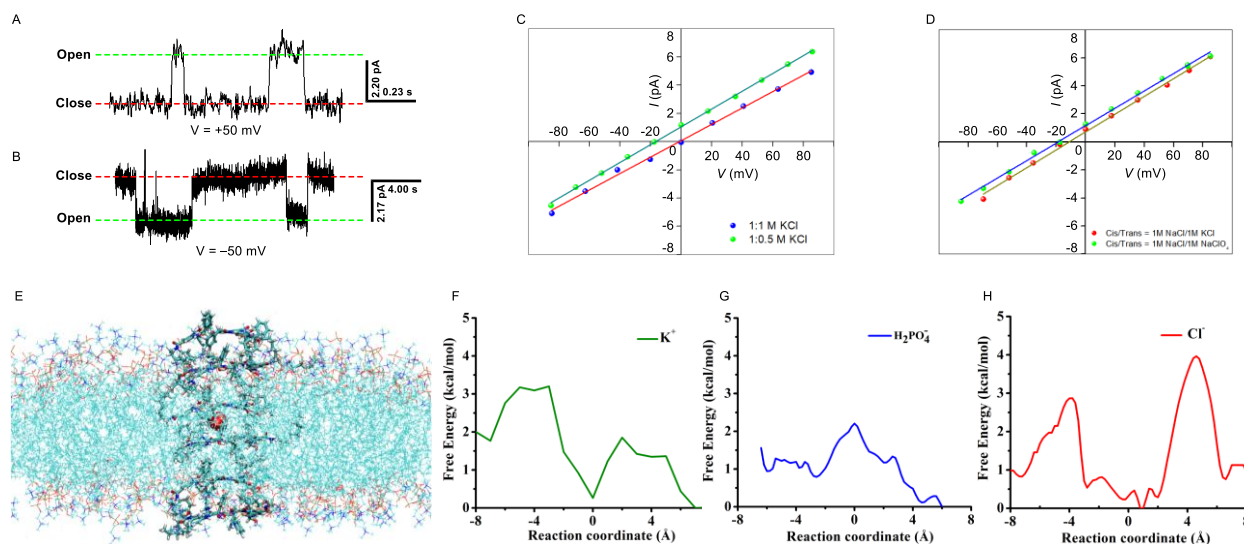 A
Open
Close
2.20 pA
0.23 s
V = +50 mV
B
Close
Open
2.17 pA
4.00 s
V = –50 mV
C
I (pA)
8
6
4
2
0
-2
-4
-6
-8
-80 -60 -40 -20
20 40 60 80
V (mV)
1:1 M KCl
1:0.5 M KCl
D
I (pA)
8
6
4
2
0
-2
-4
-6
-8
-80 -60 -40 -20
20 40 60 80
V (mV)
Cis/Trans = 1M NaCl/1M KCl
Cis/Trans = 1M NaCl/1M NaClO₄
E
F
Free Energy (kcal/mol)
5
4
3
2
1
0
-8 -4 0 4
Reaction coordinate (Å)
K⁺
G
Free Energy (kcal/mol)
5
4
3
2
1
0
-8 -4 0 4 8
Reaction coordinate (Å)
H₂PO₄⁻
H
Free Energy (kcal/mol)
5
4
3
2
1
0
-8 -4 0 4 8
Reaction coordinate (Å)
Cl⁻